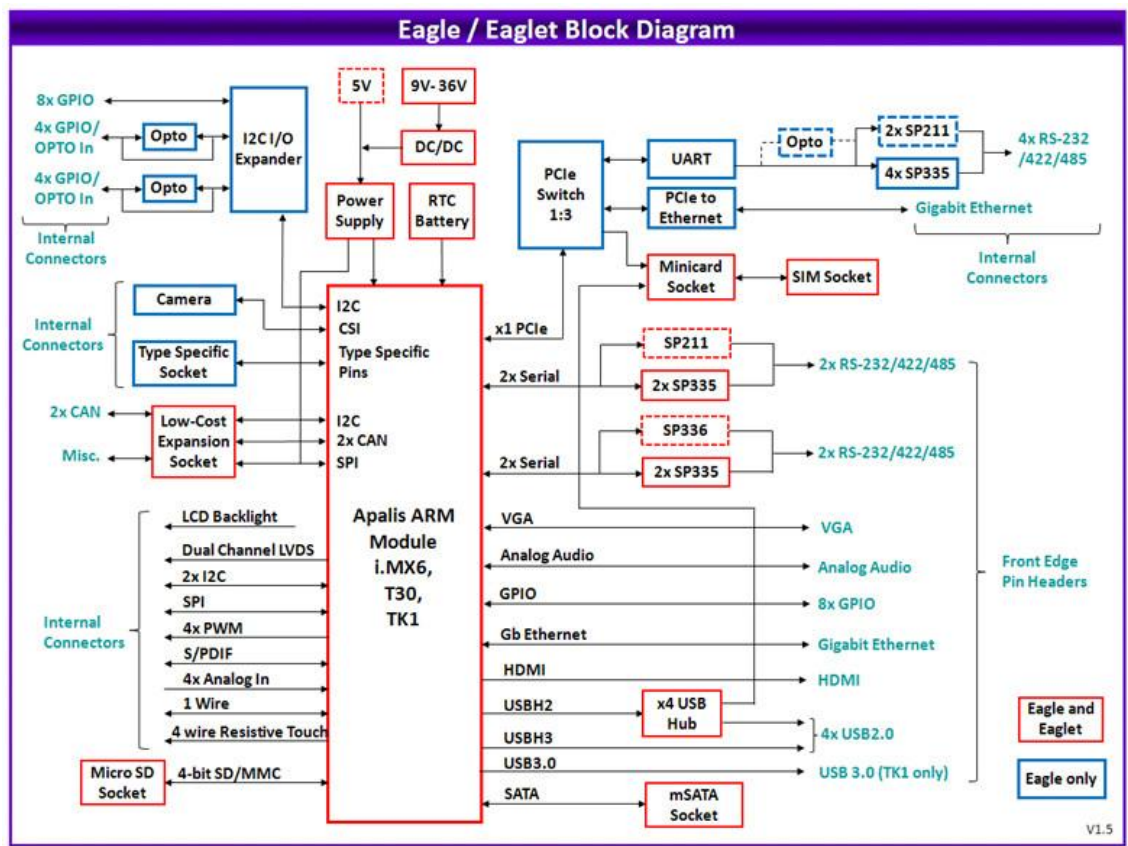 Eagle / Eaglet Block Diagram
8x GPIO
4x GPIO/
OPTO In
4x GPIO/
OPTO In
Internal
Connectors
Opto
Opto
I2C I/O
Expander
5V
9V- 36V
DC/DC
Power
Supply
RTC
Battery
PCIe
Switch
1:3
UART
PCIe to
Ethernet
Opto
2x SP211
4x SP335
4x RS-232
/422/485
Gigabit Ethernet
Internal
Connectors
Minicard
Socket
SIM Socket
Internal
Connectors
Camera
Type Specific
Socket
2x CAN
Misc.
Low-Cost
Expansion
Socket
I2C
CSI
Type Specific
Pins
I2C
2x CAN
SPI
Apalis ARM
Module
i.MX6,
T30,
TK1
x1 PCIe
2x Serial
SP211
2x SP335
2x RS-232/422/485
2x Serial
SP336
2x SP335
2x RS-232/422/485
Internal
Connectors
LCD Backlight
Dual Channel LVDS
2x I2C
SPI
4x PWM
S/PDIF
4x Analog In
1 Wire
4 wire Resistive Touch
Micro SD
Socket
4-bit SD/MMC
VGA
VGA
Analog Audio
Analog Audio
GPIO
8x GPIO
Gb Ethernet
Gigabit Ethernet
HDMI
HDMI
USBH2
x4 USB
Hub
USBH3
4x USB2.0
USB3.0
USB 3.0 (TK1 only)
SATA
mSATA
Socket
Front Edge
Pin Headers
Eagle and
Eaglet
Eagle only
V1.5